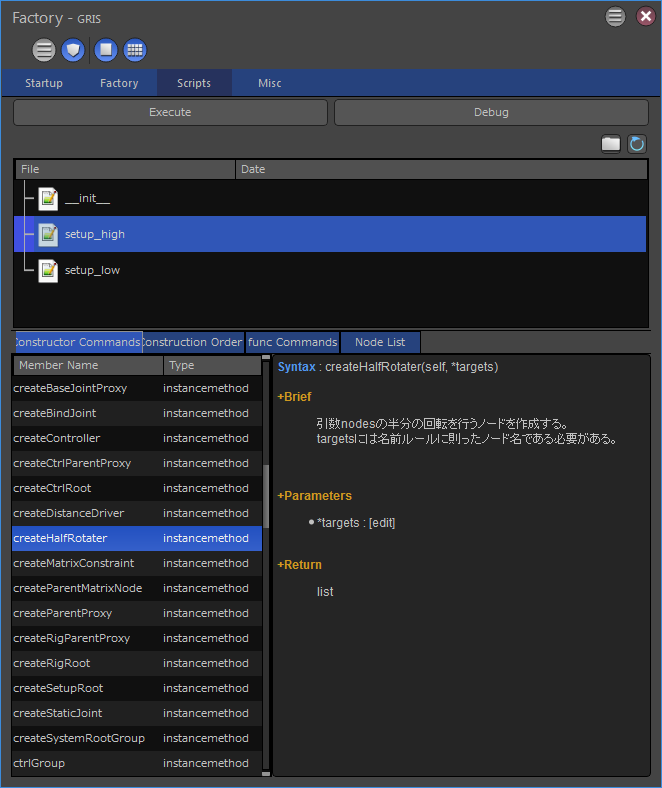 Factory - GRIS
Startup Factory Scripts Misc
Execute Debug
File Date
__init__
setup_high
setup_low
Constructor Commands Construction Order func Commands Node List
Member Name Type
createBaseJointProxy instancemethod
createBindJoint instancemethod
createController instancemethod
createCtrlParentProxy instancemethod
createCtrlRoot instancemethod
createDistanceDriver instancemethod
createHalfRotater instancemethod
createMatrixConstraint instancemethod
createParentMatrixNode instancemethod
createParentProxy instancemethod
createRigParentProxy instancemethod
createRigRoot instancemethod
createSetupRoot instancemethod
createStaticJoint instancemethod
createSystemRootGroup instancemethod
ctrlGroup instancemethod
Syntax : createHalfRotater(self, *targets)
+Brief
引数nodesの半分の回転を行うノードを作成する。
targetsには名前ルールに則ったノード名である必要がある。
+Parameters
●*targets : [edit]
+Return
list